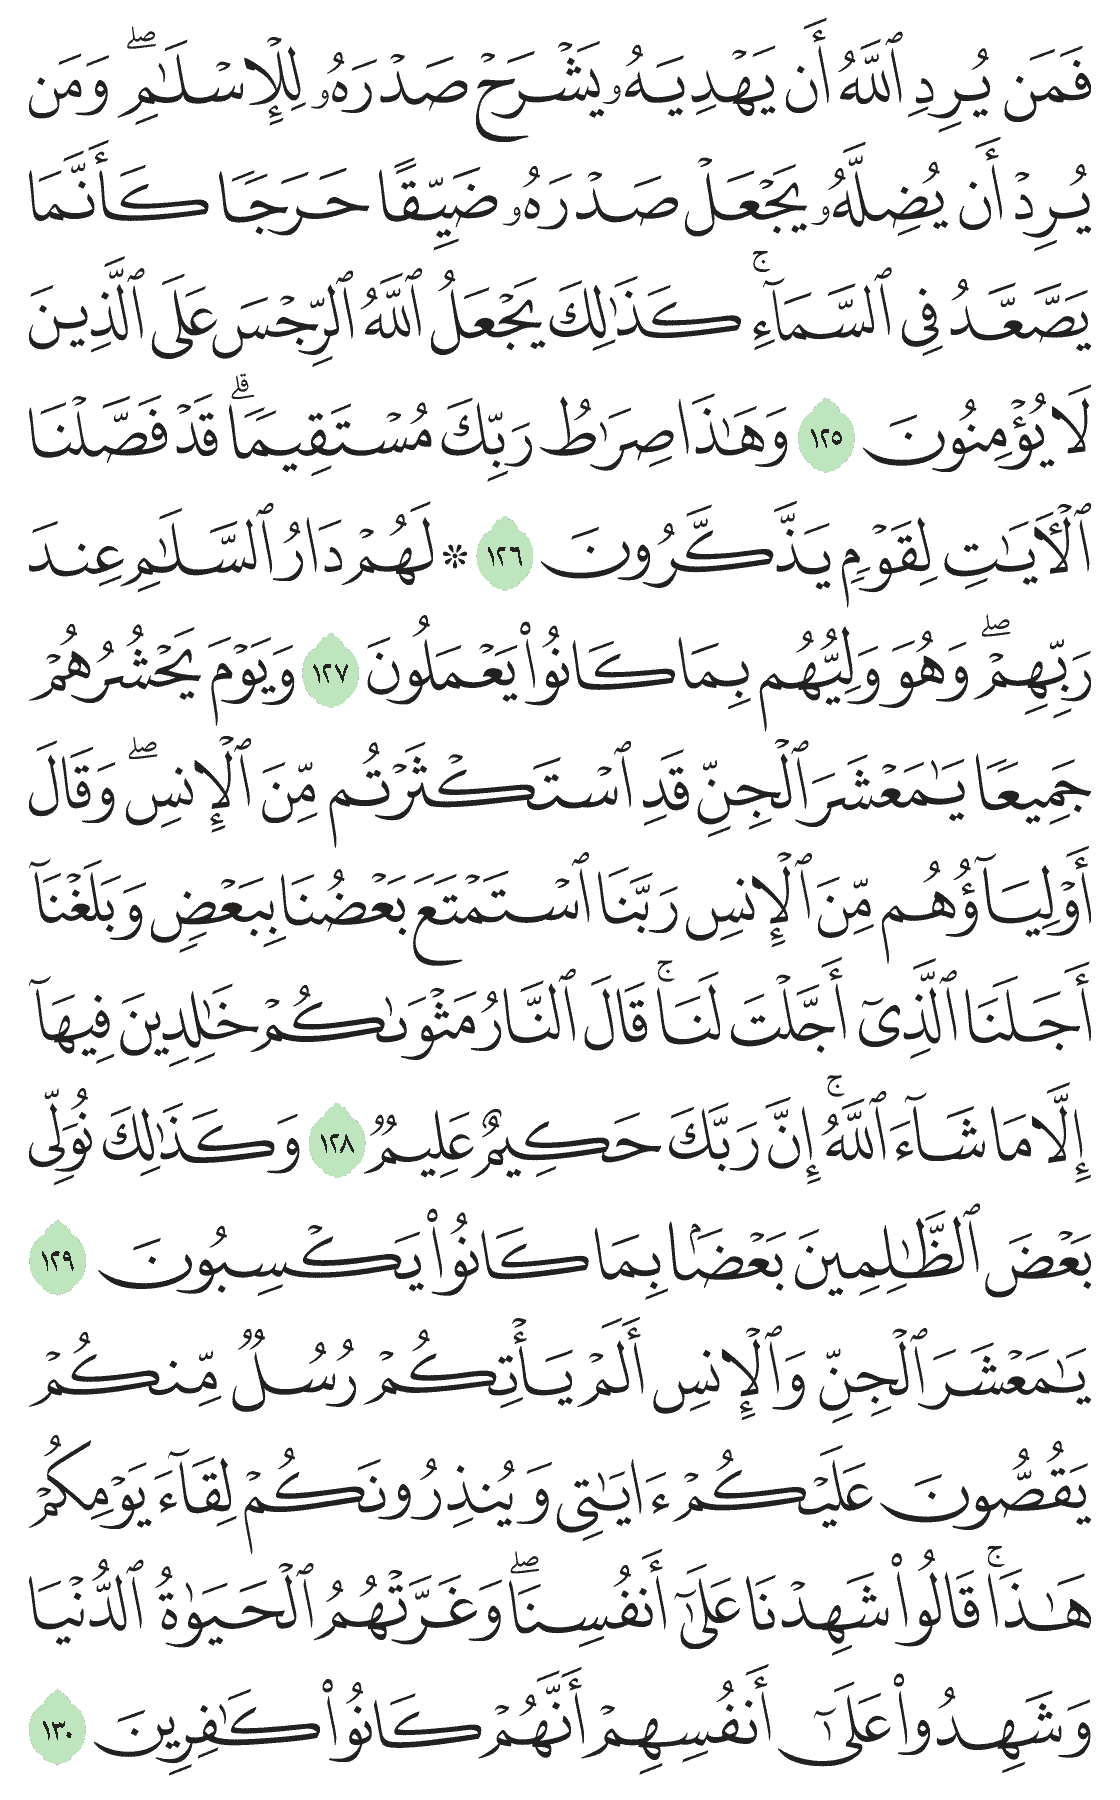 فَمَن يُرِدِ ٱللَّهُ أَن يَهۡدِيَهُۥ يَشۡرَحۡ صَدۡرَهُۥ لِلۡإِسۡلَٰمِۖ وَمَن
يُرِدۡ أَن يُضِلَّهُۥ يَجۡعَلۡ صَدۡرَهُۥ ضَيِّقًا حَرَجٗا كَأَنَّمَا
يَصَّعَّدُ فِي ٱلسَّمَآءِۚ كَذَٰلِكَ يَجۡعَلُ ٱللَّهُ ٱلرِّجۡسَ عَلَى ٱلَّذِينَ
لَا يُؤۡمِنُونَ ١٢٥ وَهَٰذَا صِرَٰطُ رَبِّكَ مُسۡتَقِيمٗاۗ قَدۡ فَصَّلۡنَا
ٱلۡأٓيَٰتِ لِقَوۡمٖ يَذَّكَّرُونَ ١٢٦ ۞ لَهُمۡ دَارُ ٱلسَّلَٰمِ عِندَ
رَبِّهِمۡۖ وَهُوَ وَلِيُّهُم بِمَا كَانُواْ يَعۡمَلُونَ ١٢٧ وَيَوۡمَ يَحۡشُرُهُمۡ
جَمِيعٗا يَٰمَعۡشَرَ ٱلۡجِنِّ قَدِ ٱسۡتَكۡثَرۡتُم مِّنَ ٱلۡإِنسِۖ وَقَالَ
أَوۡلِيَآؤُهُم مِّنَ ٱلۡإِنسِ رَبَّنَا ٱسۡتَمۡتَعَ بَعۡضُنَا بِبَعۡضٖ وَبَلَغۡنَآ
أَجَلَنَا ٱلَّذِيٓ أَجَّلۡتَ لَنَاۚ قَالَ ٱلنَّارُ مَثۡوَىٰكُمۡ خَٰلِدِينَ فِيهَآ
إِلَّا مَا شَآءَ ٱللَّهُۚ إِنَّ رَبَّكَ حَكِيمٌ عَلِيمٞ ١٢٨ وَكَذَٰلِكَ نُوَلِّي
بَعۡضَ ٱلظَّٰلِمِينَ بَعۡضَۢا بِمَا كَانُواْ يَكۡسِبُونَ ١٢٩
يَٰمَعۡشَرَ ٱلۡجِنِّ وَٱلۡإِنسِ أَلَمۡ يَأۡتِكُمۡ رُسُلٞ مِّنكُمۡ
يَقُصُّونَ عَلَيۡكُمۡ ءَايَٰتِي وَيُنذِرُونَكُمۡ لِقَآءَ يَوۡمِكُمۡ
هَٰذَاۚ قَالُواْ شَهِدۡنَا عَلَىٰٓ أَنفُسِنَاۖ وَغَرَّتۡهُمُ ٱلۡحَيَوٰةُ ٱلدُّنۡيَا
وَشَهِدُواْ عَلَىٰٓ أَنفُسِهِمۡ أَنَّهُمۡ كَانُواْ كَٰفِرِينَ ١٣٠